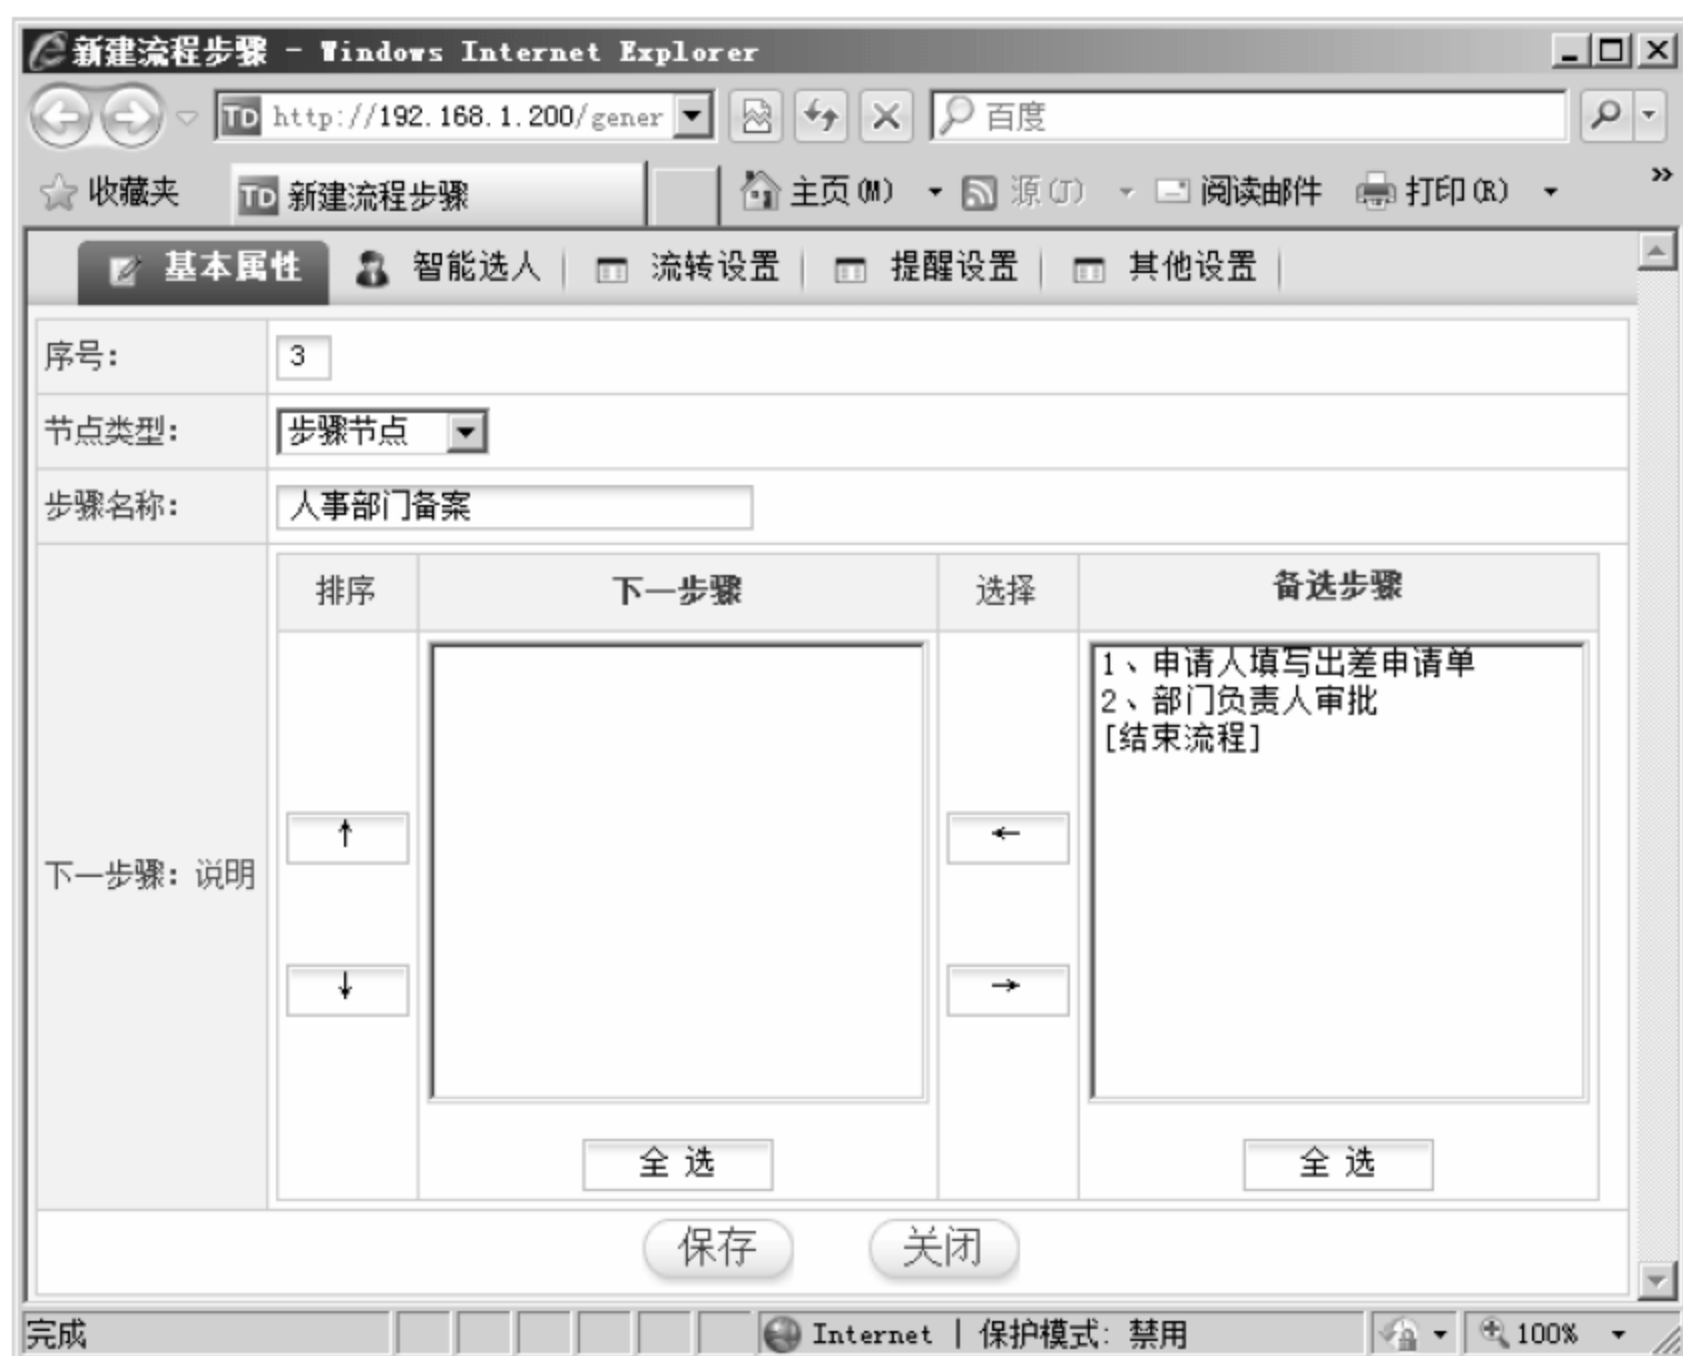 新建流程步骤 - Windows Internet Explorer
TD http://192.168.1.200/gener 百度
收藏夹 TD 新建流程步骤 主页(M) 源(J) 阅读邮件 打印(R) »
基本属性 智能选人 流转设置 提醒设置 其他设置
序号: 3
节点类型: 步骤节点
步骤名称: 人事部门备案
排序 下一步骤 选择 备选步骤
1、申请人填写出差申请单
2、部门负责人审批
[结束流程]
↑ ←
下一步骤: 说明
↓ →
全选 全选
保存 关闭
完成 Internet | 保护模式: 禁用 100%